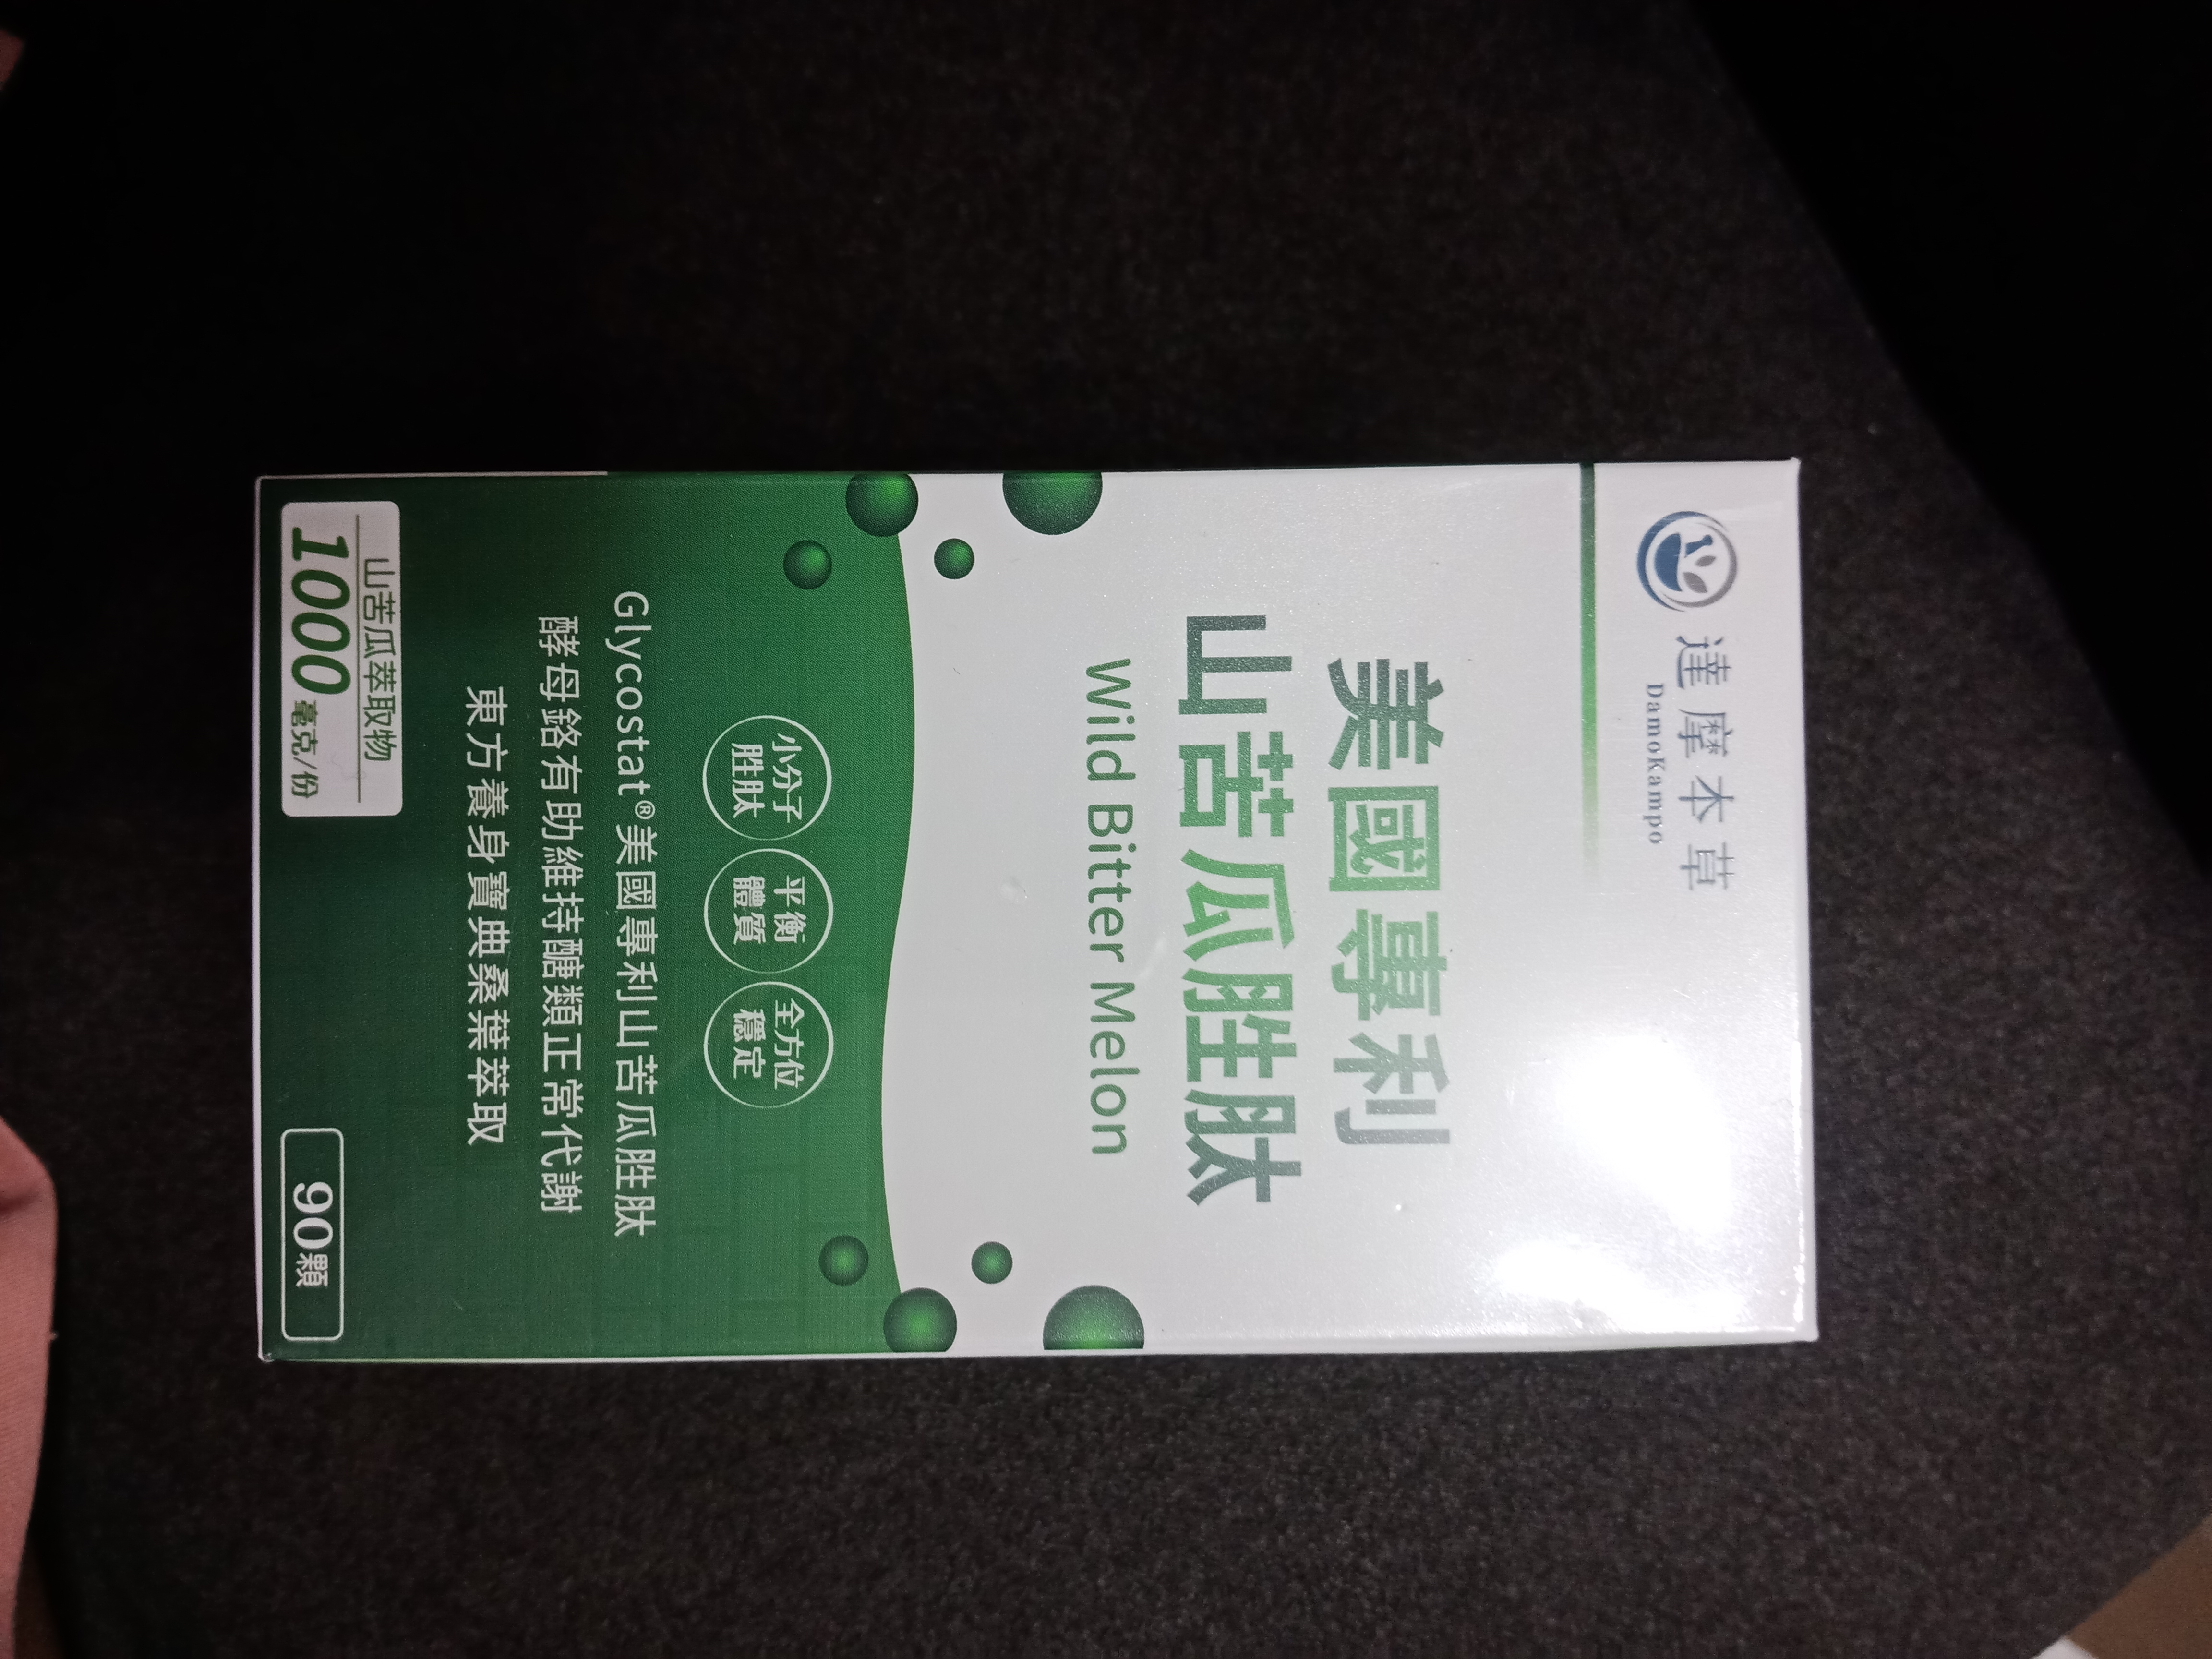 達摩本草
DamoKampo
美國專利
山苦瓜胜肽
Wild Bitter Melon
小分子
胜肽
平衡
體質
全方位
穩定
Glycostat®美國專利山苦瓜胜肽
酵母鉻有助維持醣類正常代謝
東方養身寶典桑葉萃取
山苦瓜萃取物
1000毫克/份
90顆